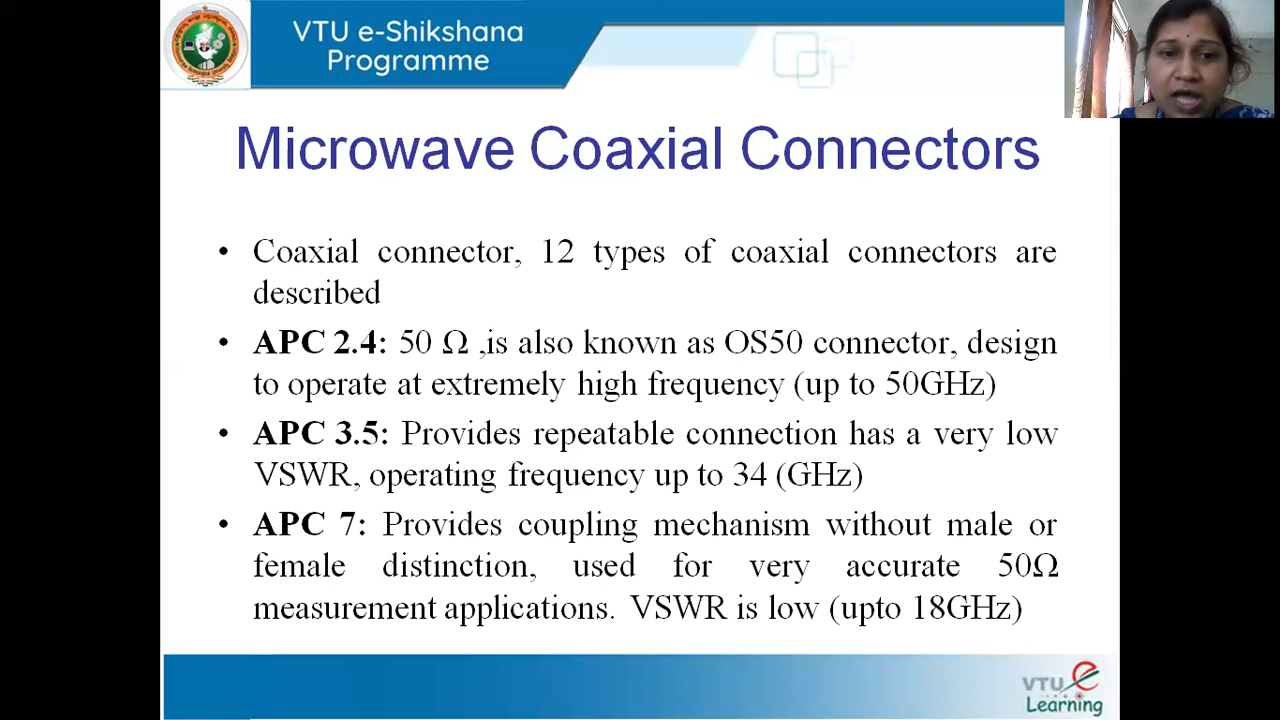 VTU e-Shikshana
Programme
Microwave Coaxial Connectors
• Coaxial connector, 12 types of coaxial connectors are
described
• APC 2.4: 50 Ω ,is also known as OS50 connector, design
to operate at extremely high frequency (up to 50GHz)
• APC 3.5: Provides repeatable connection has a very low
VSWR, operating frequency up to 34 (GHz)
• APC 7: Provides coupling mechanism without male or
female distinction, used for very accurate 50Ω
measurement applications. VSWR is low (upto 18GHz)
VTU e
Learning